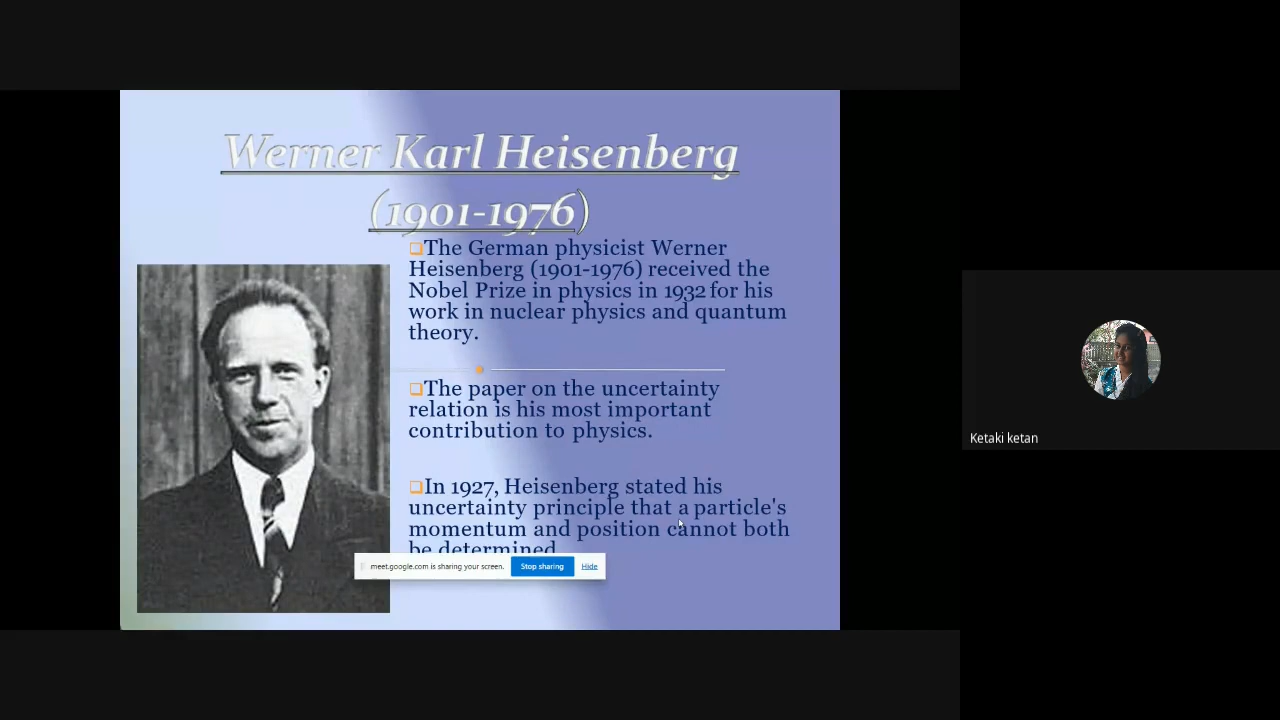 Werner Karl Heisenberg
(1901-1976)
❑The German physicist Werner
Heisenberg (1901-1976) received the
Nobel Prize in physics in 1932 for his
work in nuclear physics and quantum
theory.
❑The paper on the uncertainty
relation is his most important
contribution to physics.
❑In 1927, Heisenberg stated his
uncertainty principle that a particle's
momentum and position cannot both
be determined
meet.google.com is sharing your screen. Stop sharing Hide
Ketaki ketan